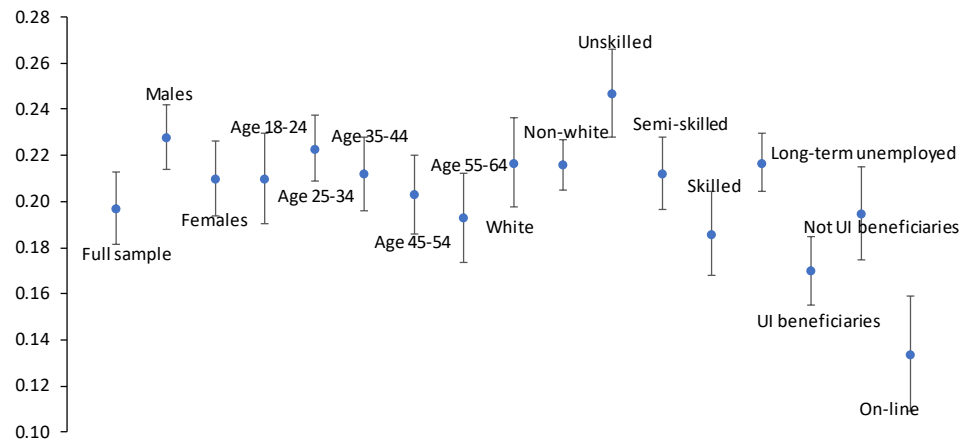 0.28
0.26
0.24
0.22
0.20
0.18
0.16
0.14
0.12
0.10
Full sample
Males
Females
Age 18-24
Age 25-34
Age 35-44
Age 45-54
Age 55-64
White
Non-white
Unskilled
Semi-skilled
Skilled
Long-term unemployed
UI beneficiaries
Not UI beneficiaries
On-line